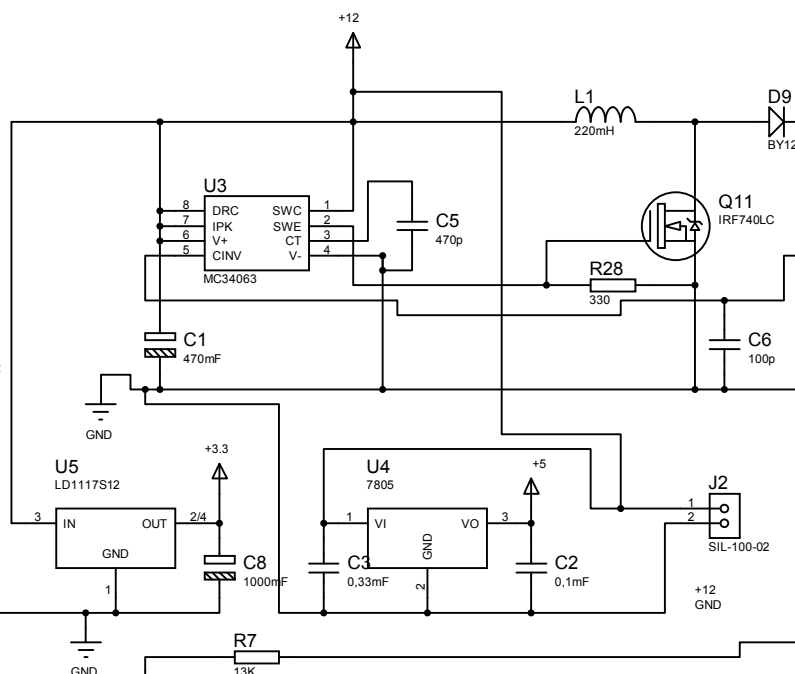 +12
L1
220mH
D9
BY12
U3
8 DRC SWC 1
7 IPK SWE 2
6 V+ CT 3
5 CINV V- 4
MC34063
C5
470p
Q11
IRF740LC
R28
330
C1
470mF
C6
100p
GND
+3.3
U5
LD1117S12
3 IN OUT 2/4
GND
1
C8
1000mF
GND
+5
U4
7805
1 VI VO 3
GND
2
C3
0,33mF
C2
0,1mF
J2
1
2
SIL-100-02
+12
GND
R7
13K